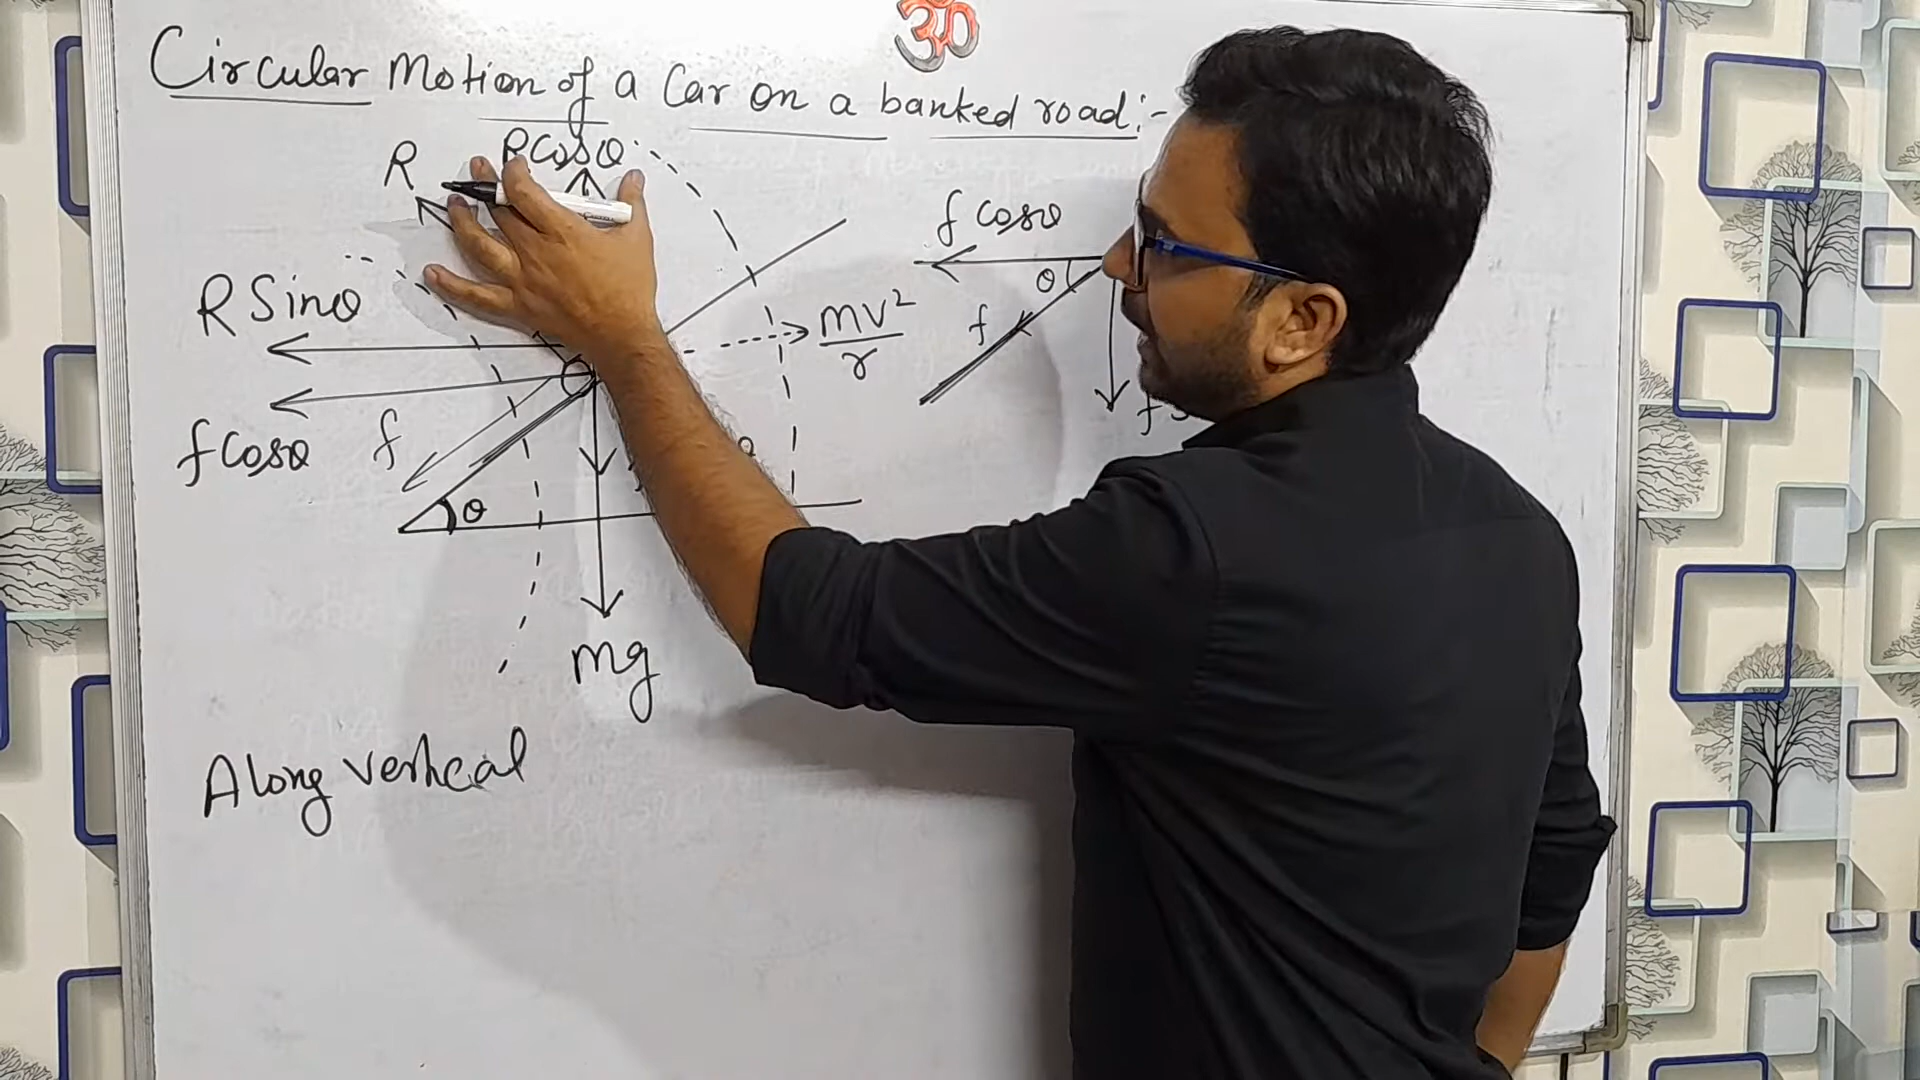 ॐ
Circular Motion of a Car on a banked road:-
R
R Cosθ
f Cosθ
θ
R Sinθ
mv²/r
f
f
f Cosθ
θ
mg
Along vertical